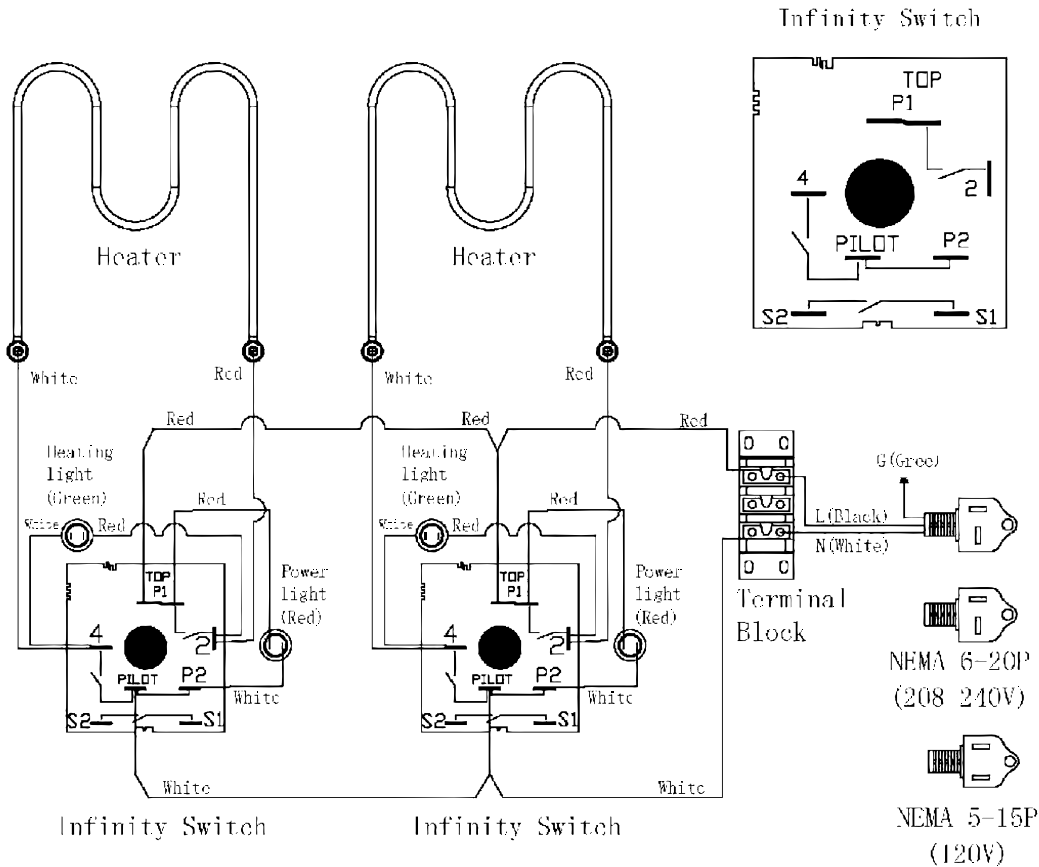 Infinity Switch
TOP
P1
4
2
PILOT
P2
S2
S1
Heater
Heater
White
Red
White
Red
Red
Red
Red
Heating
light
(Green)
Red
White
Red
Heating
light
(Green)
Red
White
Red
G(Gree)
L(Black)
N(White)
TOP
P1
Power
light
(Red)
4
2
PILOT
P2
White
S2
S1
TOP
P1
Power
light
(Red)
4
2
PILOT
P2
White
S2
S1
Terminal
Block
NEMA 6-20P
(208 240V)
White
White
NEMA 5-15P
(120V)
Infinity Switch
Infinity Switch